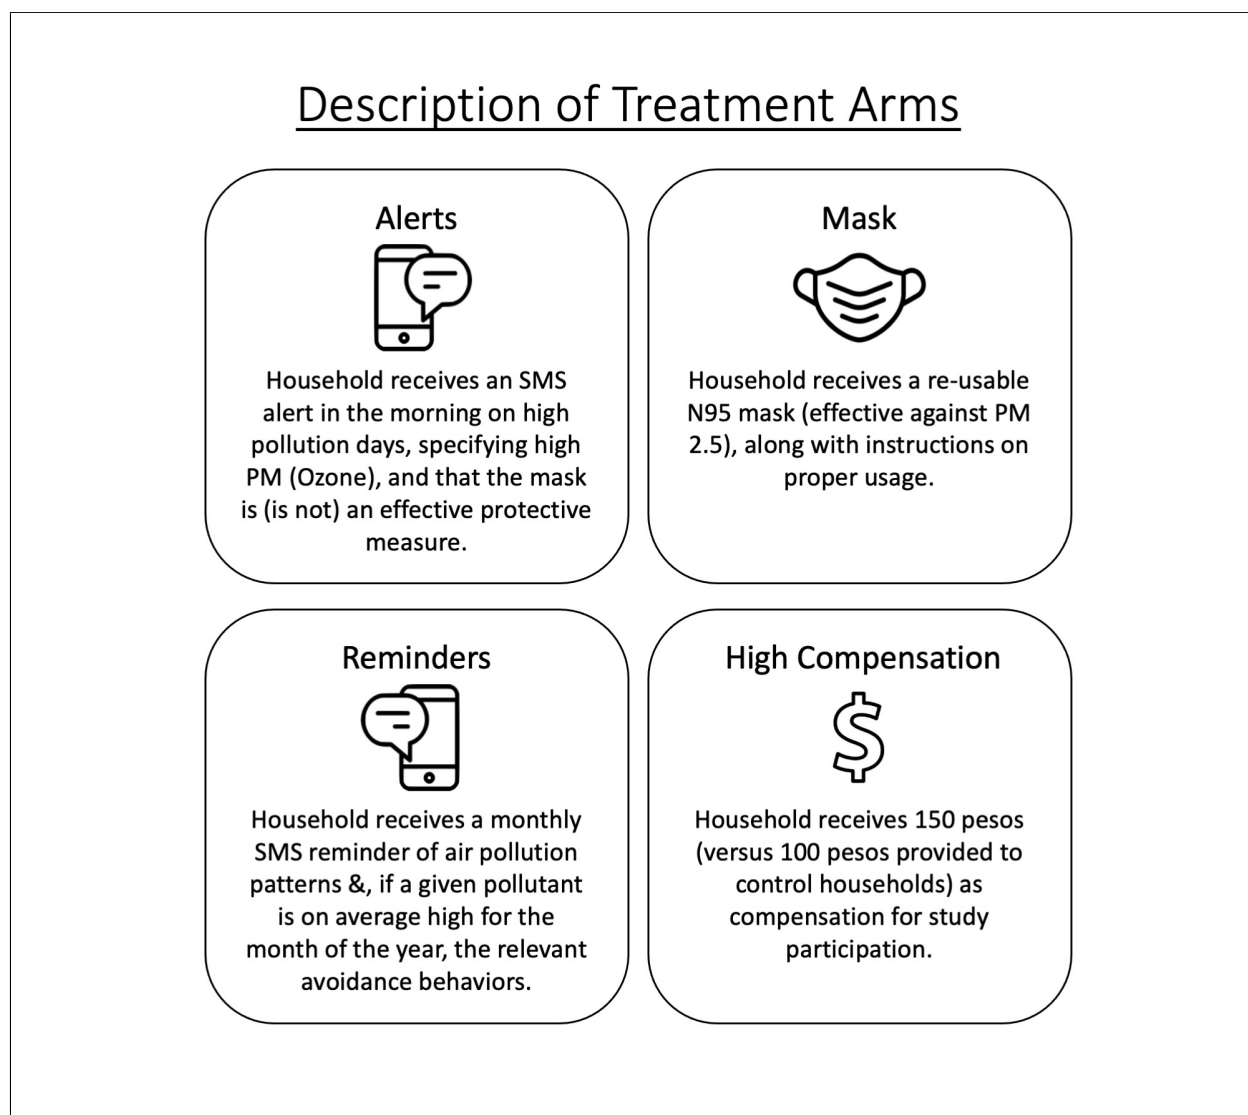 Description of Treatment Arms
Alerts
Household receives an SMS
alert in the morning on high
pollution days, specifying high
PM (Ozone), and that the mask
is (is not) an effective protective
measure.
Mask
Household receives a re-usable
N95 mask (effective against PM
2.5), along with instructions on
proper usage.
Reminders
Household receives a monthly
SMS reminder of air pollution
patterns &, if a given pollutant
is on average high for the
month of the year, the relevant
avoidance behaviors.
High Compensation
$
Household receives 150 pesos
(versus 100 pesos provided to
control households) as
compensation for study
participation.